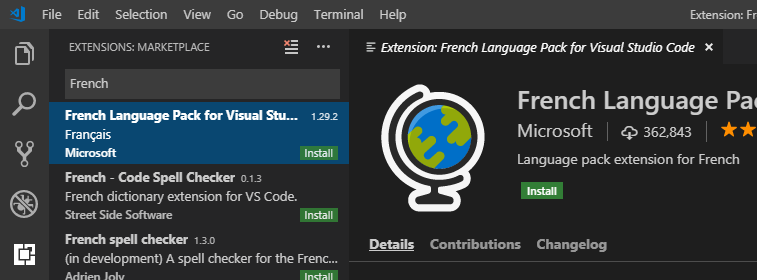 File Edit Selection View Go Debug Terminal Help Extension: Fr
EXTENSIONS: MARKETPLACE
French
French Language Pack for Visual Stu... 1.29.2
Français
Microsoft Install
French - Code Spell Checker 0.1.3
French dictionary extension for VS Code.
Street Side Software Install
French spell checker 1.3.0
(in development) A spell checker for the Frenc...
Adrien Joly Install
Extension: French Language Pack for Visual Studio Code
French Language Pa
Microsoft 362,843
Language pack extension for French
Install
Details Contributions Changelog